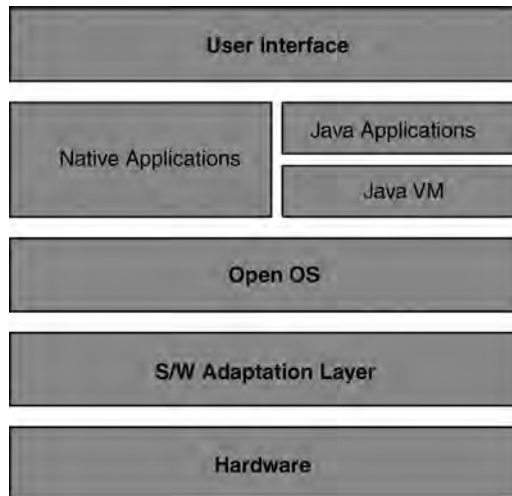 User Interface
Native Applications
Java Applications
Java VM
Open OS
S/W Adaptation Layer
Hardware